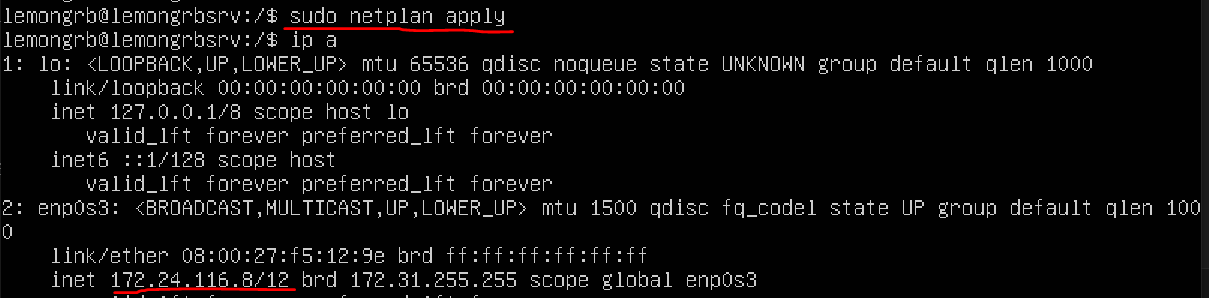 lemongrb@lemongrbsrv:/$ sudo netplan apply
lemongrb@lemongrbsrv:/$ ip a
1: lo: <LOOPBACK,UP,LOWER_UP> mtu 65536 qdisc noqueue state UNKNOWN group default qlen 1000
    link/loopback 00:00:00:00:00:00 brd 00:00:00:00:00:00
    inet 127.0.0.1/8 scope host lo
       valid_lft forever preferred_lft forever
    inet6 ::1/128 scope host
       valid_lft forever preferred_lft forever
2: enp0s3: <BROADCAST,MULTICAST,UP,LOWER_UP> mtu 1500 qdisc fq_codel state UP group default qlen 100
0
    link/ether 08:00:27:f5:12:9e brd ff:ff:ff:ff:ff:ff
    inet 172.24.116.8/12 brd 172.31.255.255 scope global enp0s3